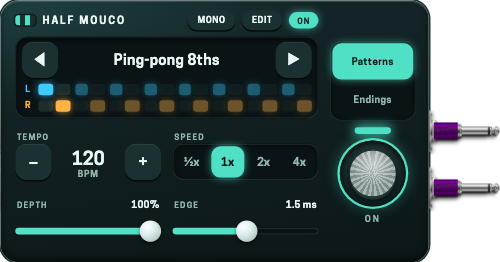 HALF MOUCO MONO EDIT ON
◀ Ping-pong 8ths ▶
L
R
Patterns
Endings
TEMPO SPEED
– 120 + ½x 1x 2x 4x
BPM
DEPTH 100% EDGE 1.5 ms
ON